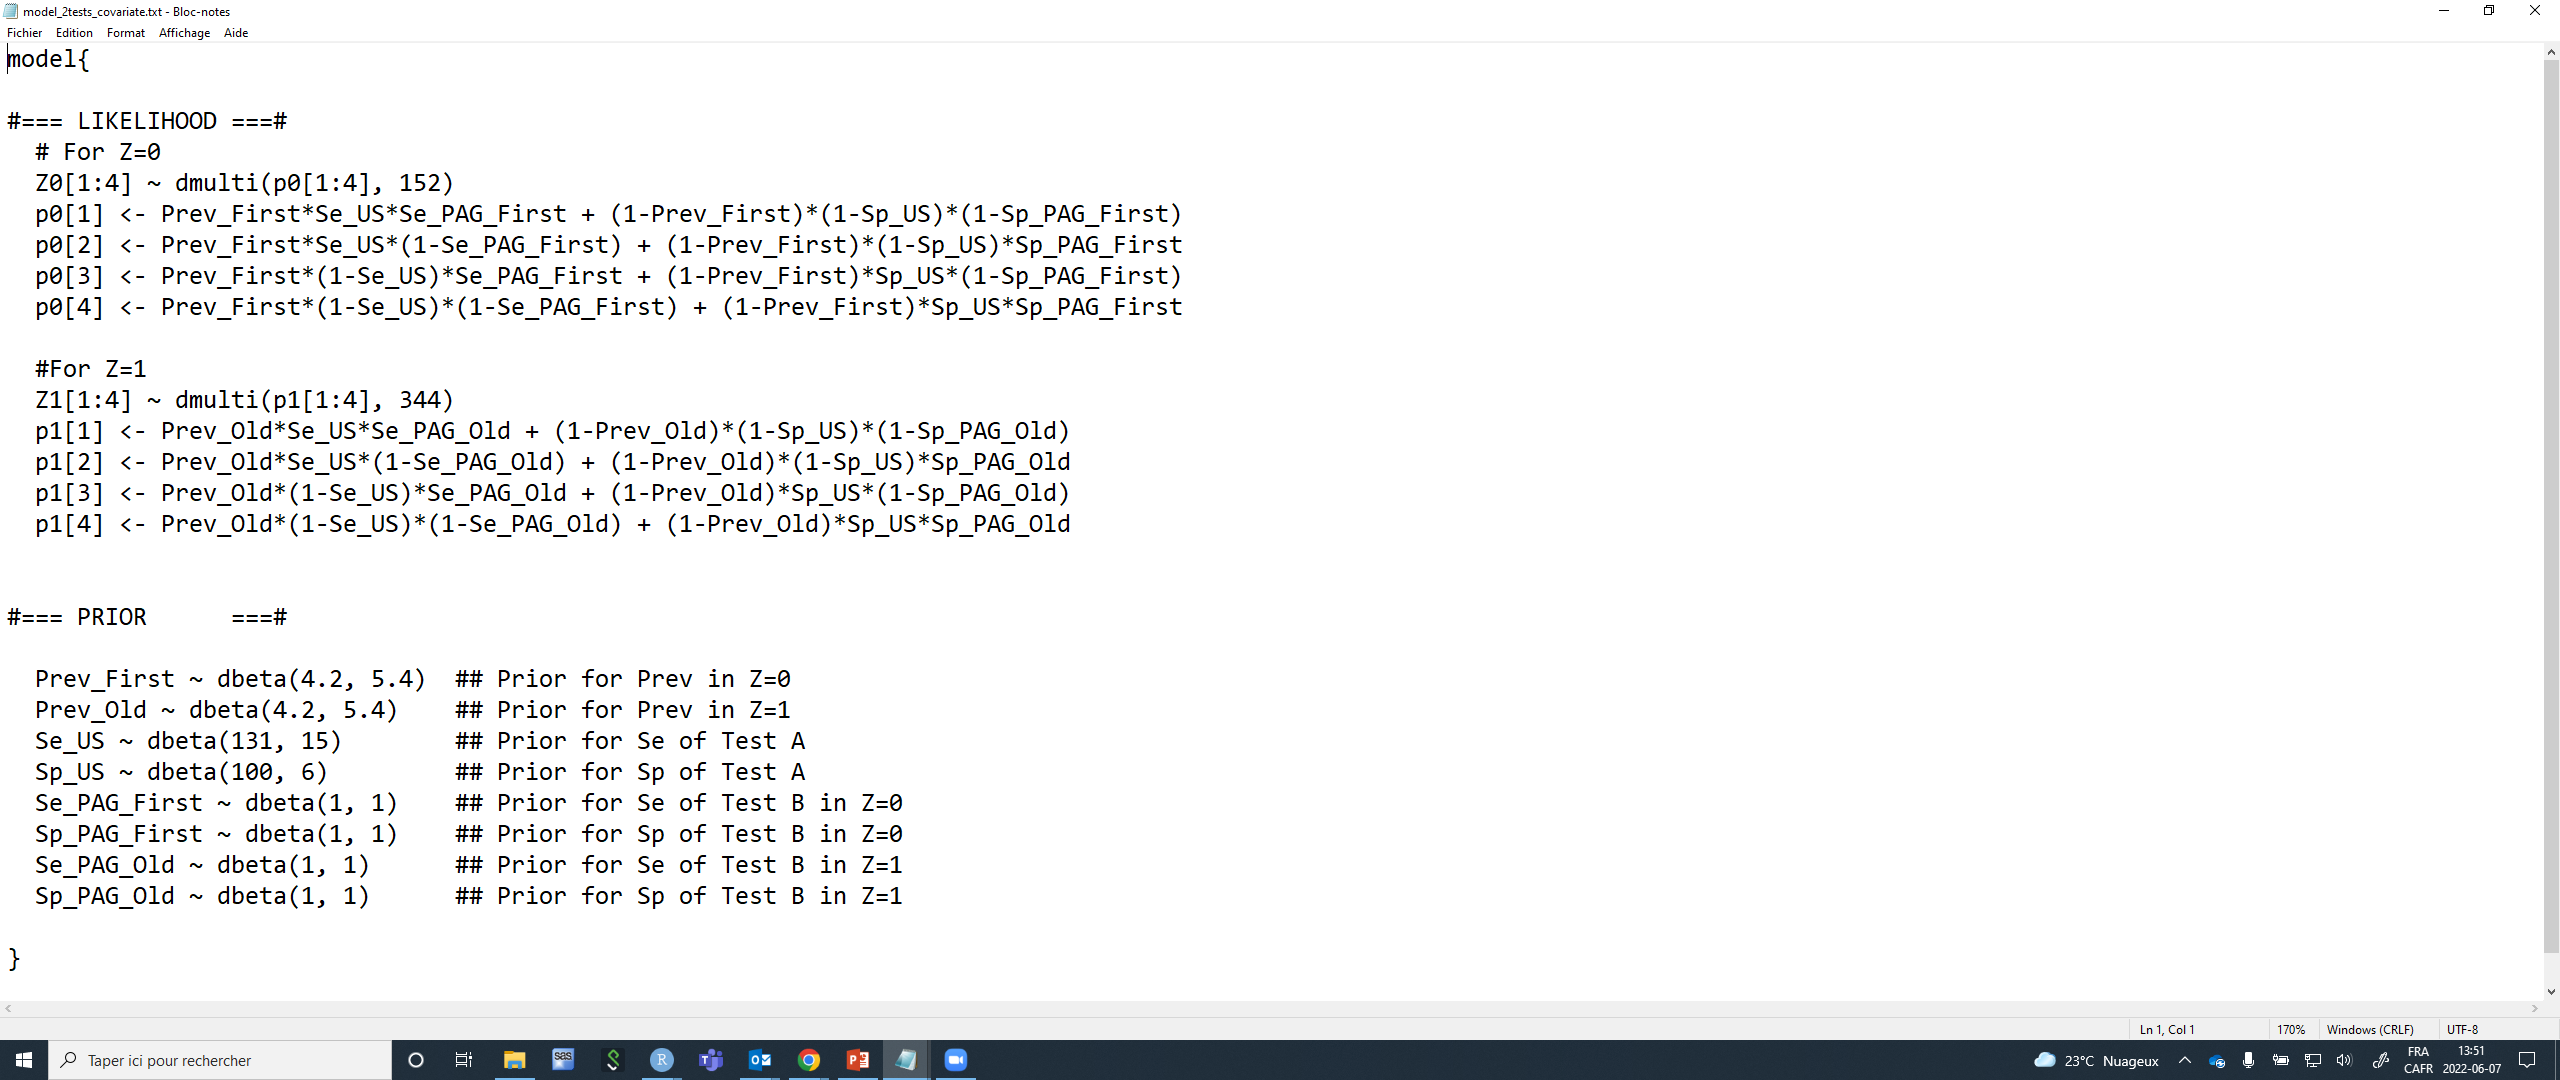 model_2tests_covariate.txt - Bloc-notes
Fichier Edition Format Affichage Aide
model{
#=== LIKELIHOOD ===#
# For Z=0
Z0[1:4] ~ dmulti(p0[1:4], 152)
p0[1] <- Prev_First*Se_US*Se_PAG_First + (1-Prev_First)*(1-Sp_US)*(1-Sp_PAG_First)
p0[2] <- Prev_First*Se_US*(1-Se_PAG_First) + (1-Prev_First)*(1-Sp_US)*Sp_PAG_First
p0[3] <- Prev_First*(1-Se_US)*Se_PAG_First + (1-Prev_First)*Sp_US*(1-Sp_PAG_First)
p0[4] <- Prev_First*(1-Se_US)*(1-Se_PAG_First) + (1-Prev_First)*Sp_US*Sp_PAG_First
#For Z=1
Z1[1:4] ~ dmulti(p1[1:4], 344)
p1[1] <- Prev_Old*Se_US*Se_PAG_Old + (1-Prev_Old)*(1-Sp_US)*(1-Sp_PAG_Old)
p1[2] <- Prev_Old*Se_US*(1-Se_PAG_Old) + (1-Prev_Old)*(1-Sp_US)*Sp_PAG_Old
p1[3] <- Prev_Old*(1-Se_US)*Se_PAG_Old + (1-Prev_Old)*Sp_US*(1-Sp_PAG_Old)
p1[4] <- Prev_Old*(1-Se_US)*(1-Se_PAG_Old) + (1-Prev_Old)*Sp_US*Sp_PAG_Old
#=== PRIOR ===#
Prev_First ~ dbeta(4.2, 5.4) ## Prior for Prev in Z=0
Prev_Old ~ dbeta(4.2, 5.4) ## Prior for Prev in Z=1
Se_US ~ dbeta(131, 15) ## Prior for Se of Test A
Sp_US ~ dbeta(100, 6) ## Prior for Sp of Test A
Se_PAG_First ~ dbeta(1, 1) ## Prior for Se of Test B in Z=0
Sp_PAG_First ~ dbeta(1, 1) ## Prior for Sp of Test B in Z=0
Se_PAG_Old ~ dbeta(1, 1) ## Prior for Se of Test B in Z=1
Sp_PAG_Old ~ dbeta(1, 1) ## Prior for Sp of Test B in Z=1
}
Ln 1, Col 1 170% Windows (CRLF) UTF-8
Taper ici pour rechercher
sas
R
23°C Nuageux
FRA
CAFR
13:51
2022-06-07